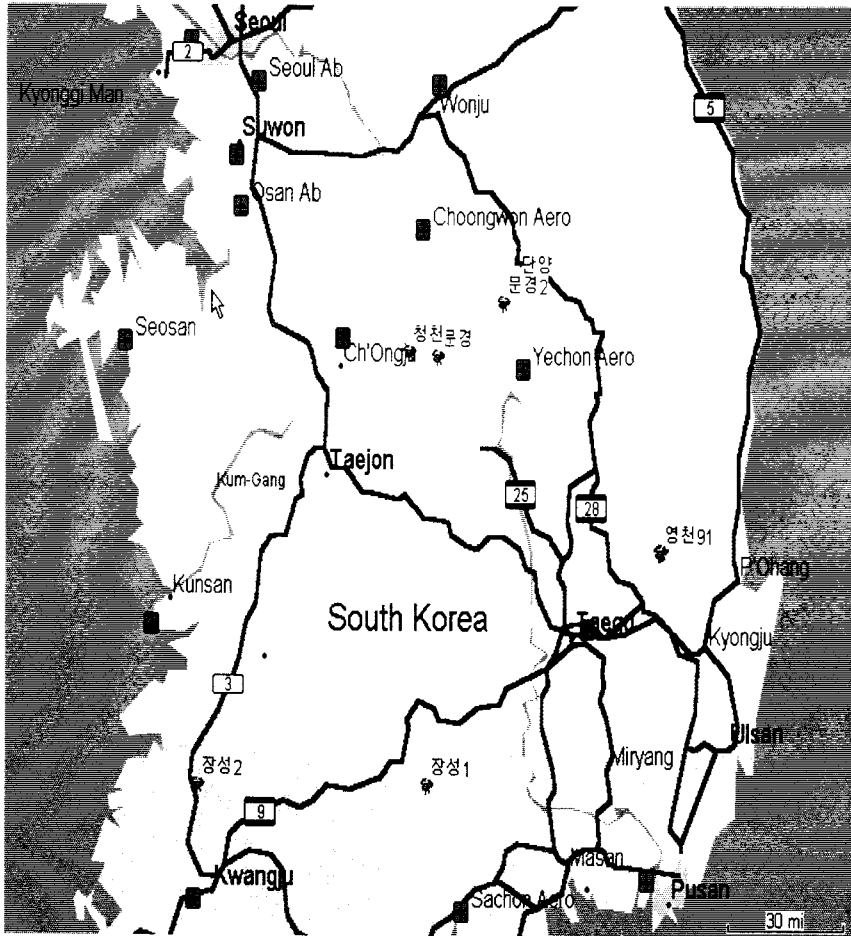 Seoul
2
Seoul Ab
Kyonggi Man
Wonju
5
Suwon
Osan Ab
Choongwon Aero
단양
문경2
Seosan
청천
문경
Ch'Ongju
Yechon Aero
Taejon
Kum-Gang
25
28
영천91
P'Ohang
Kunsan
South Korea
Taegu
Kyongju
3
Ulsan
장성2
장성1
Miryang
9
Masan
Kwangju
Sachon Aero
Pusan
30 mi